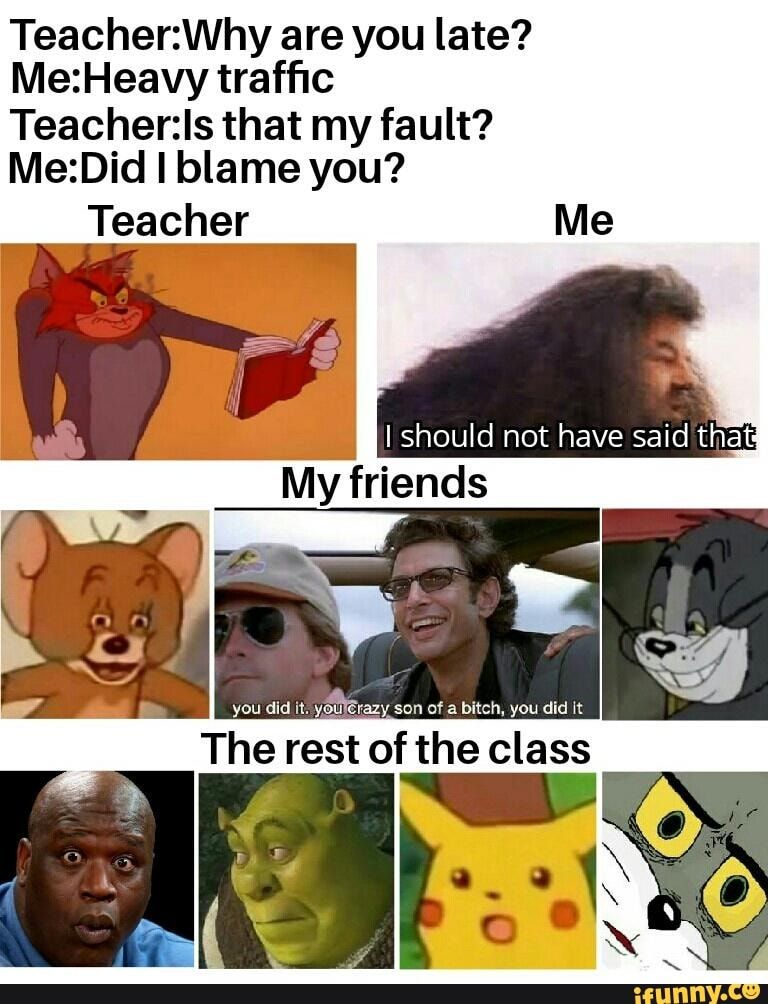 Teacher:Why are you late?
Me:Heavy traffic
Teacher:Is that my fault?
Me:Did I blame you?
Teacher
Me
I should not have said that
My friends
you did it. you crazy son of a bitch, you did it
The rest of the class
ifunny.co